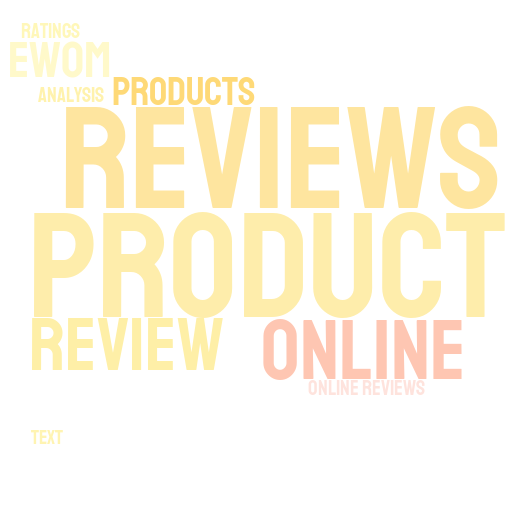 RATINGS
EWOM
ANALYSIS PRODUCTS
REVIEWS
PRODUCT
REVIEW ONLINE
ONLINE REVIEWS
TEXT